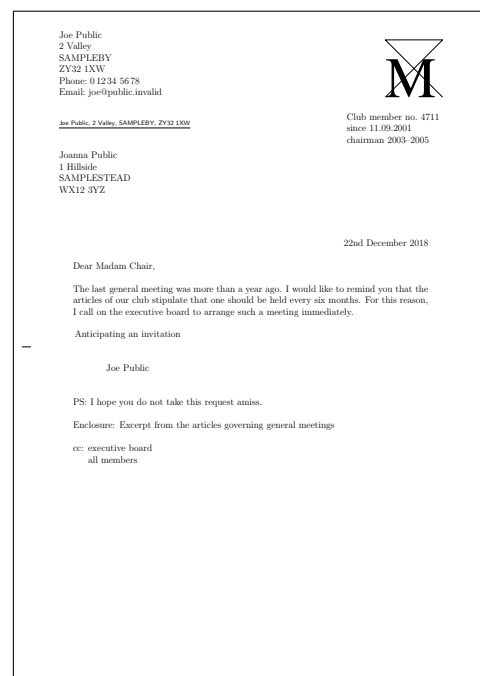 Joe Public
2 Valley
SAMPLEBY
ZY32 1XW
Phone: 0 12 34 56 78
Email: joe@public.invalid
M
Club member no. 4711
since 11.09.2001
chairman 2003–2005
Joe Public, 2 Valley, SAMPLEBY, ZY32 1XW
Joanna Public
1 Hillside
SAMPLESTEAD
WX12 3YZ
22nd December 2018
Dear Madam Chair,
The last general meeting was more than a year ago. I would like to remind you that the
articles of our club stipulate that one should be held every six months. For this reason,
I call on the executive board to arrange such a meeting immediately.
Anticipating an invitation
Joe Public
PS: I hope you do not take this request amiss.
Enclosure: Excerpt from the articles governing general meetings
cc: executive board
all members